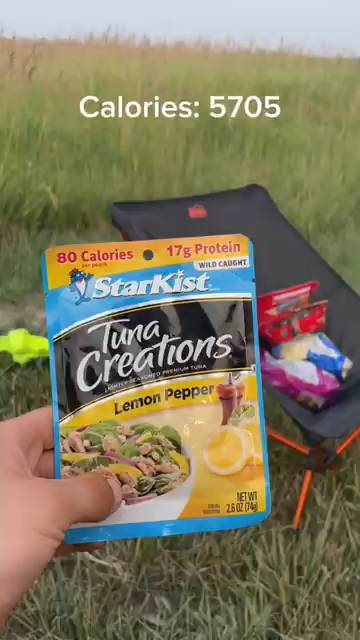 Calories: 5705
80 Calories
per pouch
17g Protein
WILD CAUGHT
StarKist
Tuna
Creations
LIGHTLY SEASONED PREMIUM TUNA
Lemon Pepper
NET WT
2.6 OZ (74g)